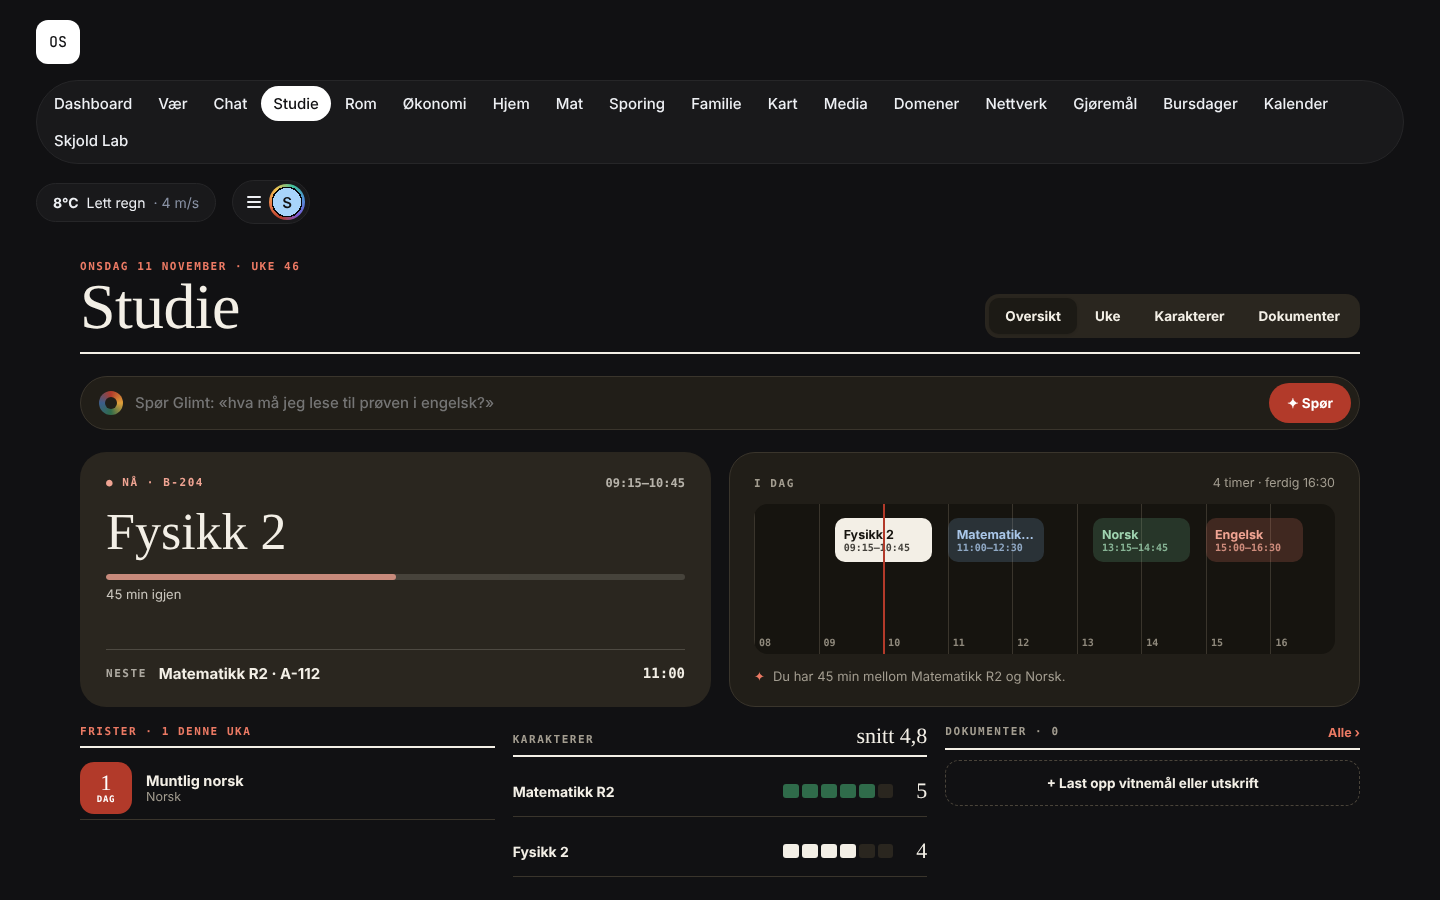 OS
Dashboard Vær Chat Studie Rom Økonomi Hjem Mat Sporing Familie Kart Media Domener Nettverk Gjøremål Bursdager Kalender
Skjold Lab
8°C Lett regn · 4 m/s
S
ONSDAG 11 NOVEMBER · UKE 46
Studie
Oversikt Uke Karakterer Dokumenter
Spør Glimt: «hva må jeg lese til prøven i engelsk?»
✦ Spør
● NÅ · B-204
09:15–10:45
Fysikk 2
45 min igjen
NESTE Matematikk R2 · A-112 11:00
I DAG
4 timer · ferdig 16:30
Fysikk 2
09:15–10:45
Matematik…
11:00–12:30
Norsk
13:15–14:45
Engelsk
15:00–16:30
08 09 10 11 12 13 14 15 16
✦ Du har 45 min mellom Matematikk R2 og Norsk.
FRISTER · 1 DENNE UKA
1
DAG
Muntlig norsk
Norsk
KARAKTERER
snitt 4,8
Matematikk R2 5
Fysikk 2 4
DOKUMENTER · 0
Alle ›
+ Last opp vitnemål eller utskrift